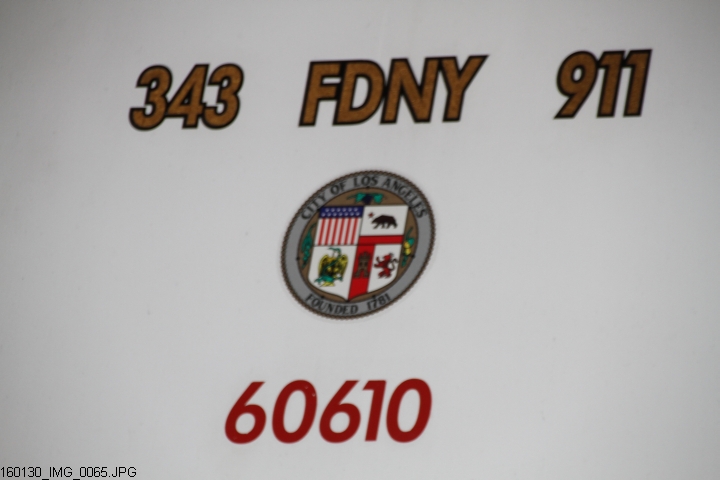 343 FDNY 911
CITY OF LOS ANGELES
FOUNDED 1781
60610
160130_IMG_0065.JPG